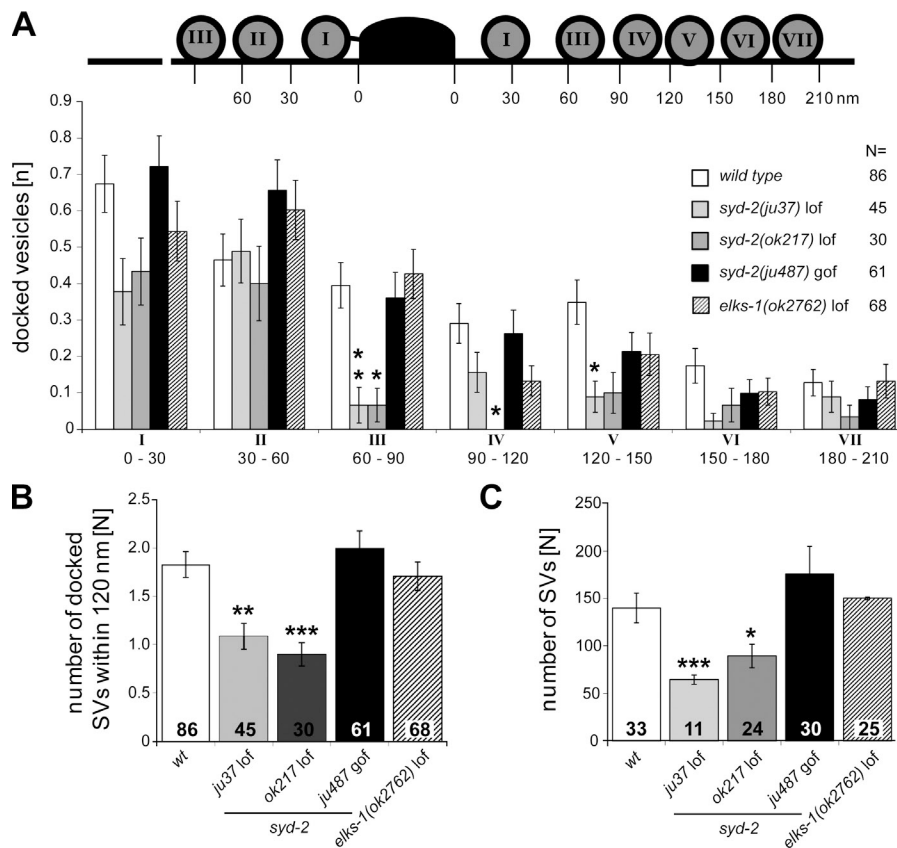 A
III II I I III IV V VI VII
60 30 0 0 30 60 90 120 150 180 210 nm
docked vesicles [n]
0.9
0.8
0.7
0.6
0.5
0.4
0.3
0.2
0.1
0
N=
wild type 86
syd-2(ju37) lof 45
syd-2(ok217) lof 30
syd-2(ju487) gof 61
elks-1(ok2762) lof 68
*
* *
*
*
I II III IV V VI VII
0 - 30 30 - 60 60 - 90 90 - 120 120 - 150 150 - 180 180 - 210
B
number of docked
SVs within 120 nm [N]
2.5
2.0
1.5
1.0
0.5
0
** ***
86 45 30 61 68
wt ju37 lof ok217 lof ju487 gof elks-1(ok2762) lof
syd-2
C
number of SVs [N]
250
200
150
100
50
0
*** *
33 11 24 30 25
wt ju37 lof ok217 lof ju487 gof elks-1(ok2762) lof
syd-2